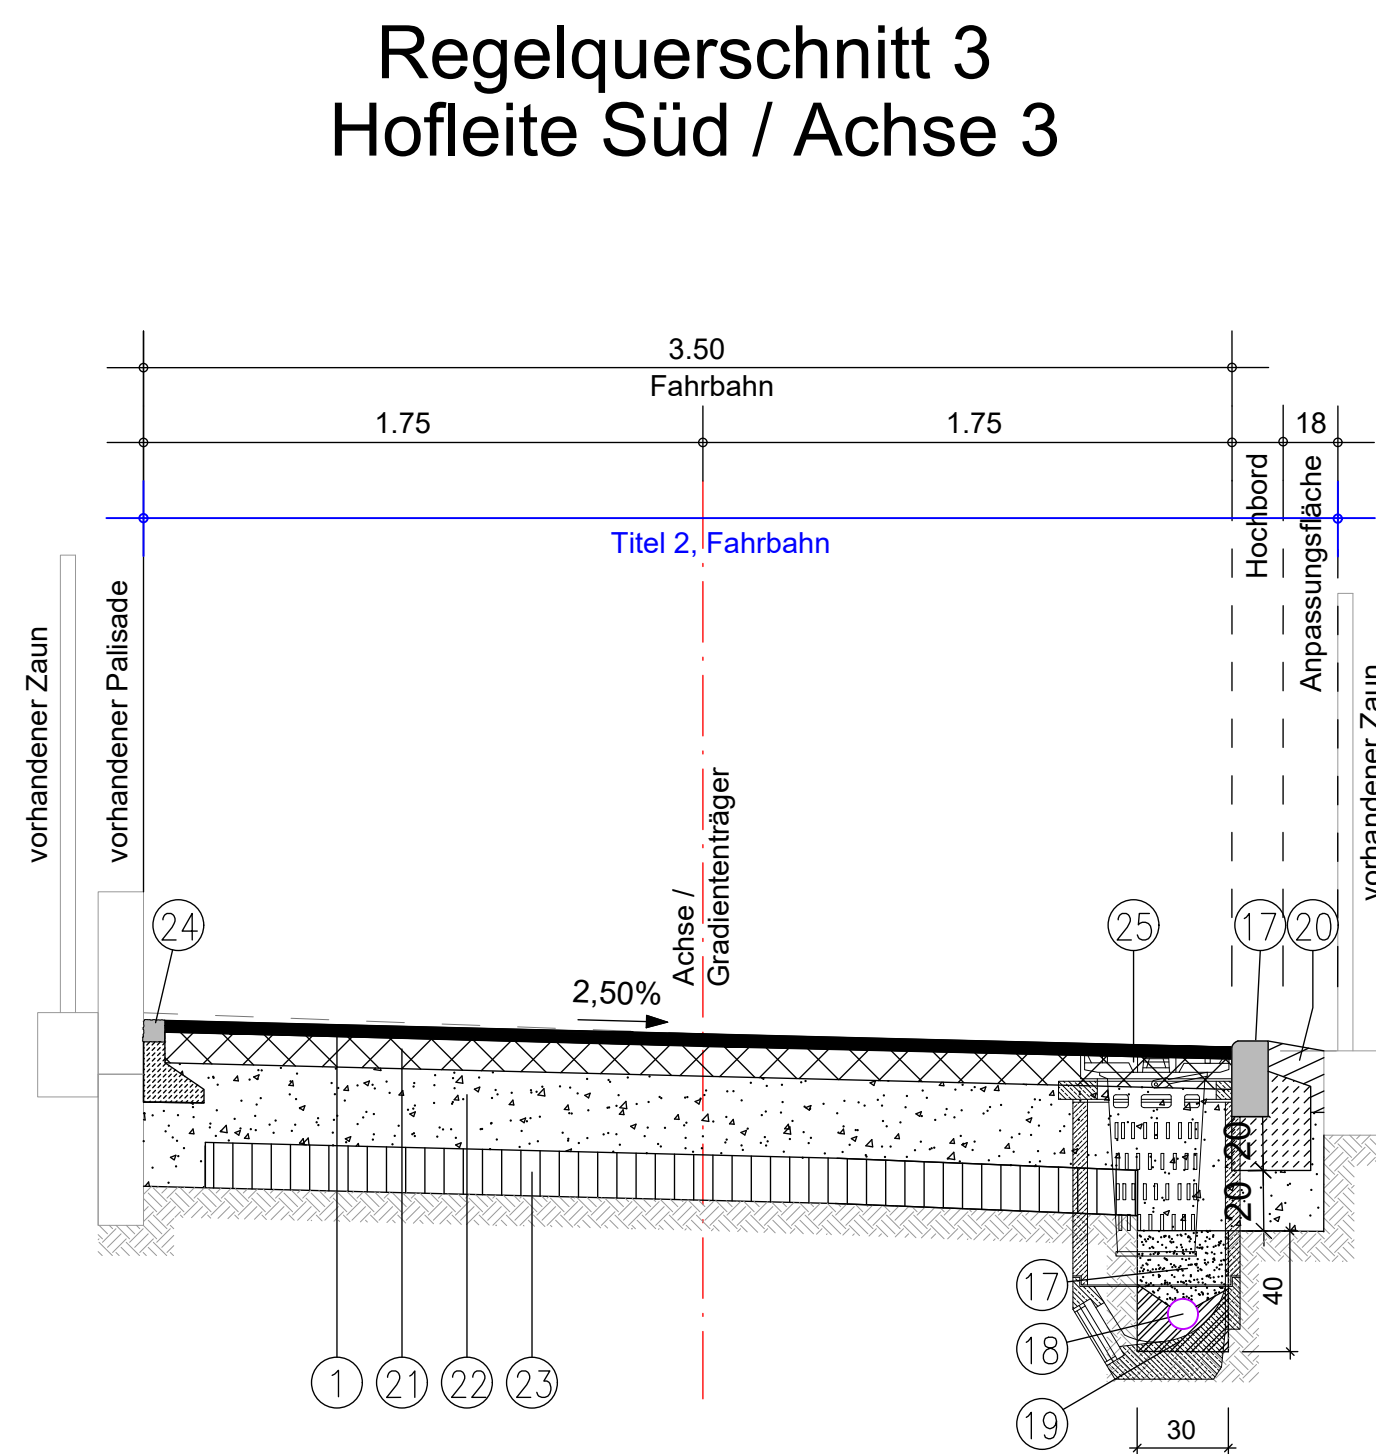 Regelquerschnitt 3
Hofleite Süd / Achse 3
3.50
Fahrbahn
1.75
1.75
18
Hochbord
Anpassungsfläche
Titel 2, Fahrbahn
vorhandener Zaun
vorhandener Palisade
vorhandener Zaun
Achse /
Gradiententräger
24
2,50%
25
17
20
20
20
40
17
18
19
1
21
22
23
30